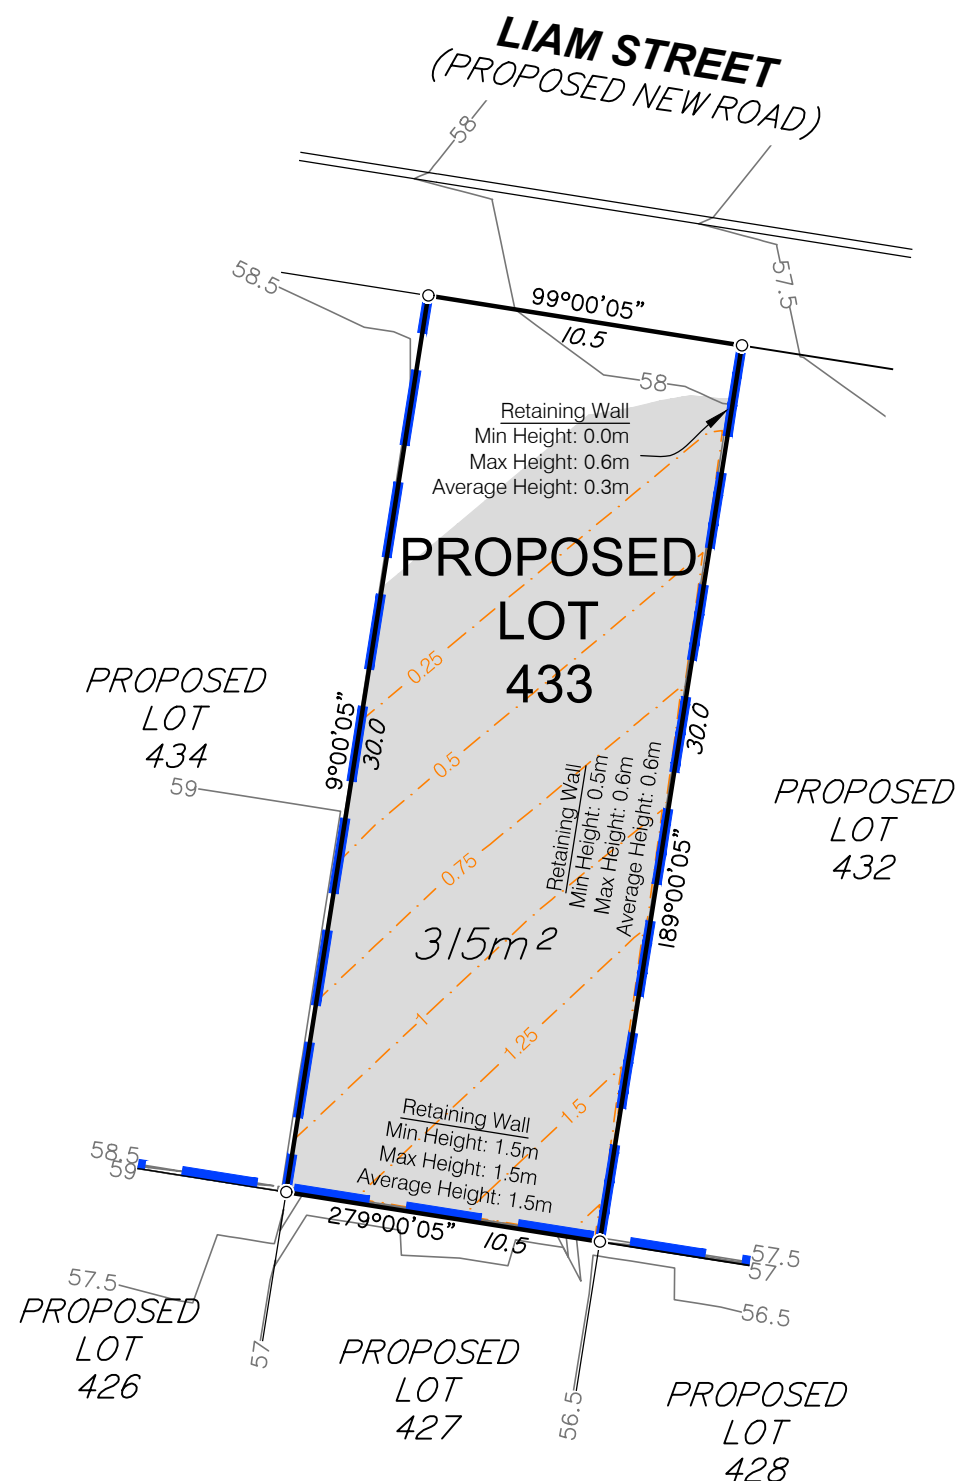 LIAM STREET
(PROPOSED NEW ROAD)
58
58.5
57.5
99°00'05"
10.5
58
Retaining Wall
Min Height: 0.0m
Max Height: 0.6m
Average Height: 0.3m
PROPOSED
LOT
433
0.25
PROPOSED
LOT
434
9°00'05"
30.0
30.0
0.5
Retaining Wall
Min Height: 0.5m
Max Height: 0.6m
Average Height: 0.6m
59
PROPOSED
LOT
432
0.75
189°00'05"
315m²
1
1.25
1.5
Retaining Wall
Min Height: 1.5m
Max Height: 1.5m
Average Height: 1.5m
58.5
59
279°00'05"
10.5
57.5
57
57.5
56.5
PROPOSED
LOT
426
57
PROPOSED
LOT
427
56.5
PROPOSED
LOT
428